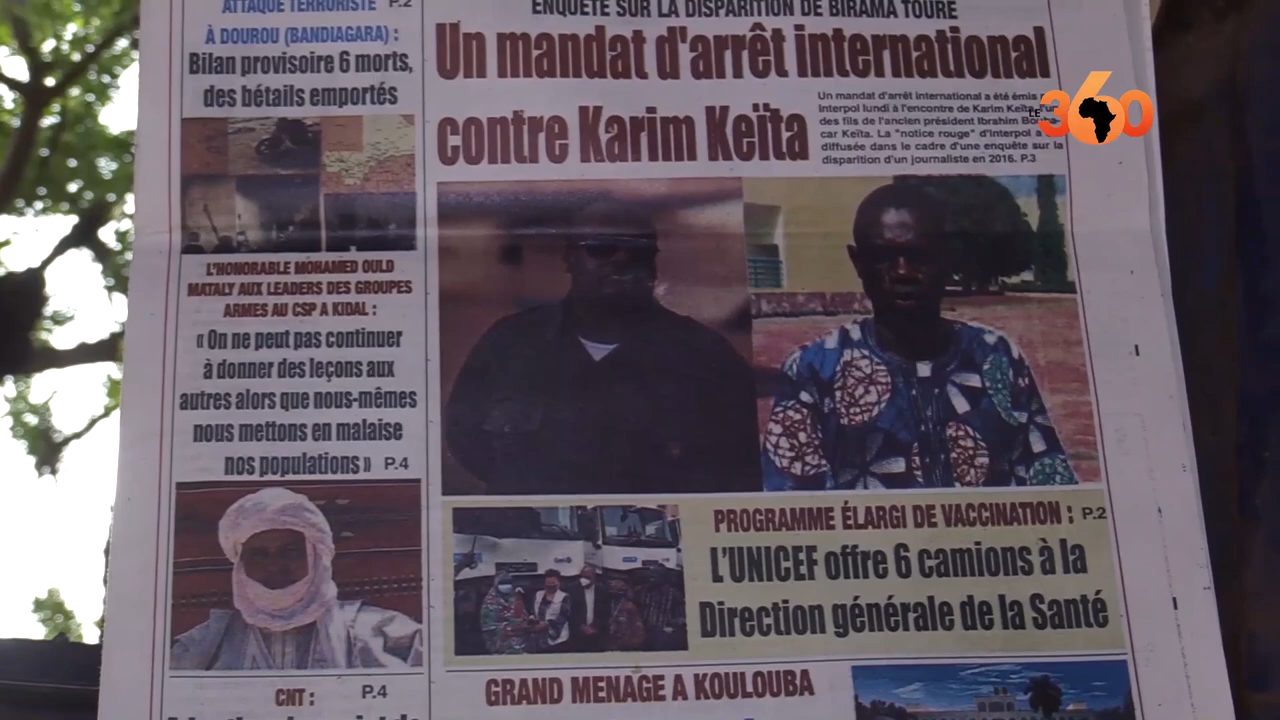 ATTAQUE TERRORISTE P.2
À DOUROU (BANDIAGARA) :
Bilan provisoire 6 morts,
des bétails emportés
L'HONORABLE MOHAMED OULD
MATALY AUX LEADERS DES GROUPES
ARMES AU CSP A KIDAL :
« On ne peut pas continuer
à donner des leçons aux
autres alors que nous-mêmes
nous mettons en malaise
nos populations » P.4
CNT : P.4
ENQUÊTE SUR LA DISPARITION DE BIRAMA TOURE
Un mandat d'arrêt international
contre Karim Keïta
Un mandat d'arrêt international a été émis
Interpol lundi à l'encontre de Karim Keïta, l'un
des fils de l'ancien président Ibrahim Bouba-
car Keïta. La "notice rouge" d'Interpol a
diffusée dans le cadre d'une enquête sur la
disparition d'un journaliste en 2016. P.3
LE 360
PROGRAMME ÉLARGI DE VACCINATION : P.2
L'UNICEF offre 6 camions à la
Direction générale de la Santé
GRAND MENAGE A KOULOUBA